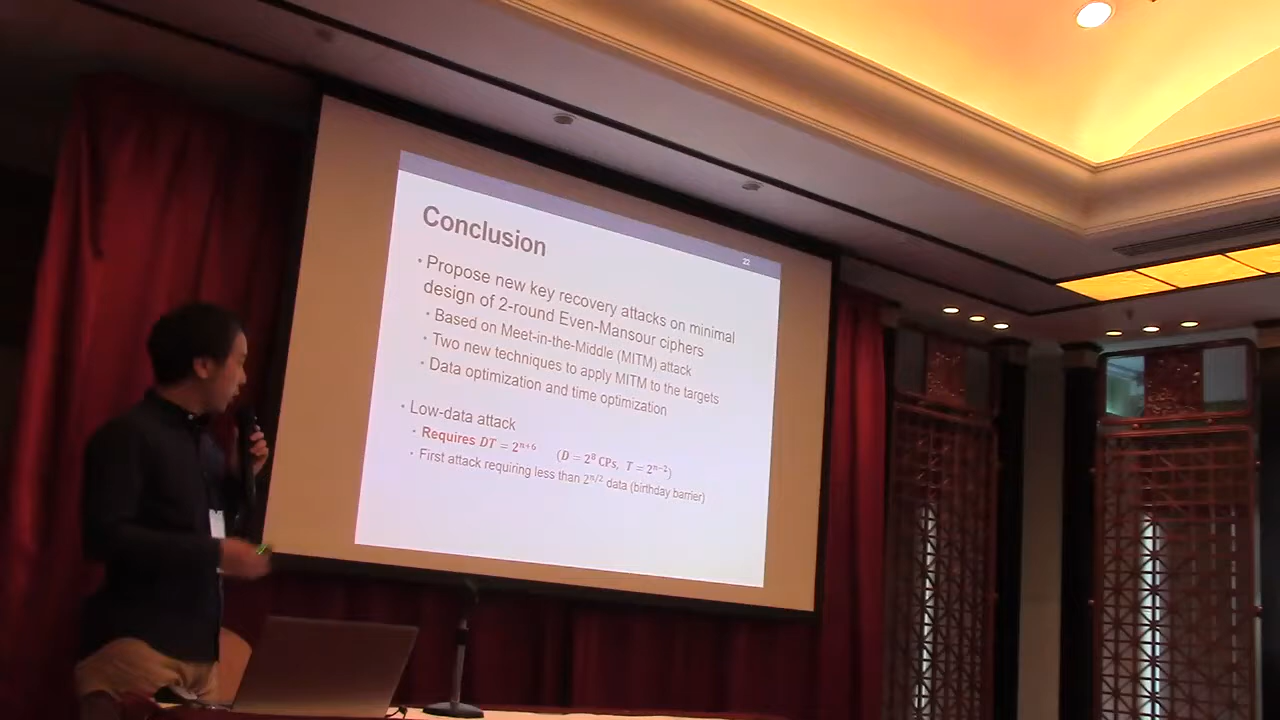 22
Conclusion
• Propose new key recovery attacks on minimal
design of 2-round Even-Mansour ciphers
• Based on Meet-in-the-Middle (MITM) attack
• Two new techniques to apply MITM to the targets
• Data optimization and time optimization
• Low-data attack
• Requires DT = 2^{n+6} (D = 2^8 CPs, T = 2^{n-2})
• First attack requiring less than 2^{n/2} data (birthday barrier)